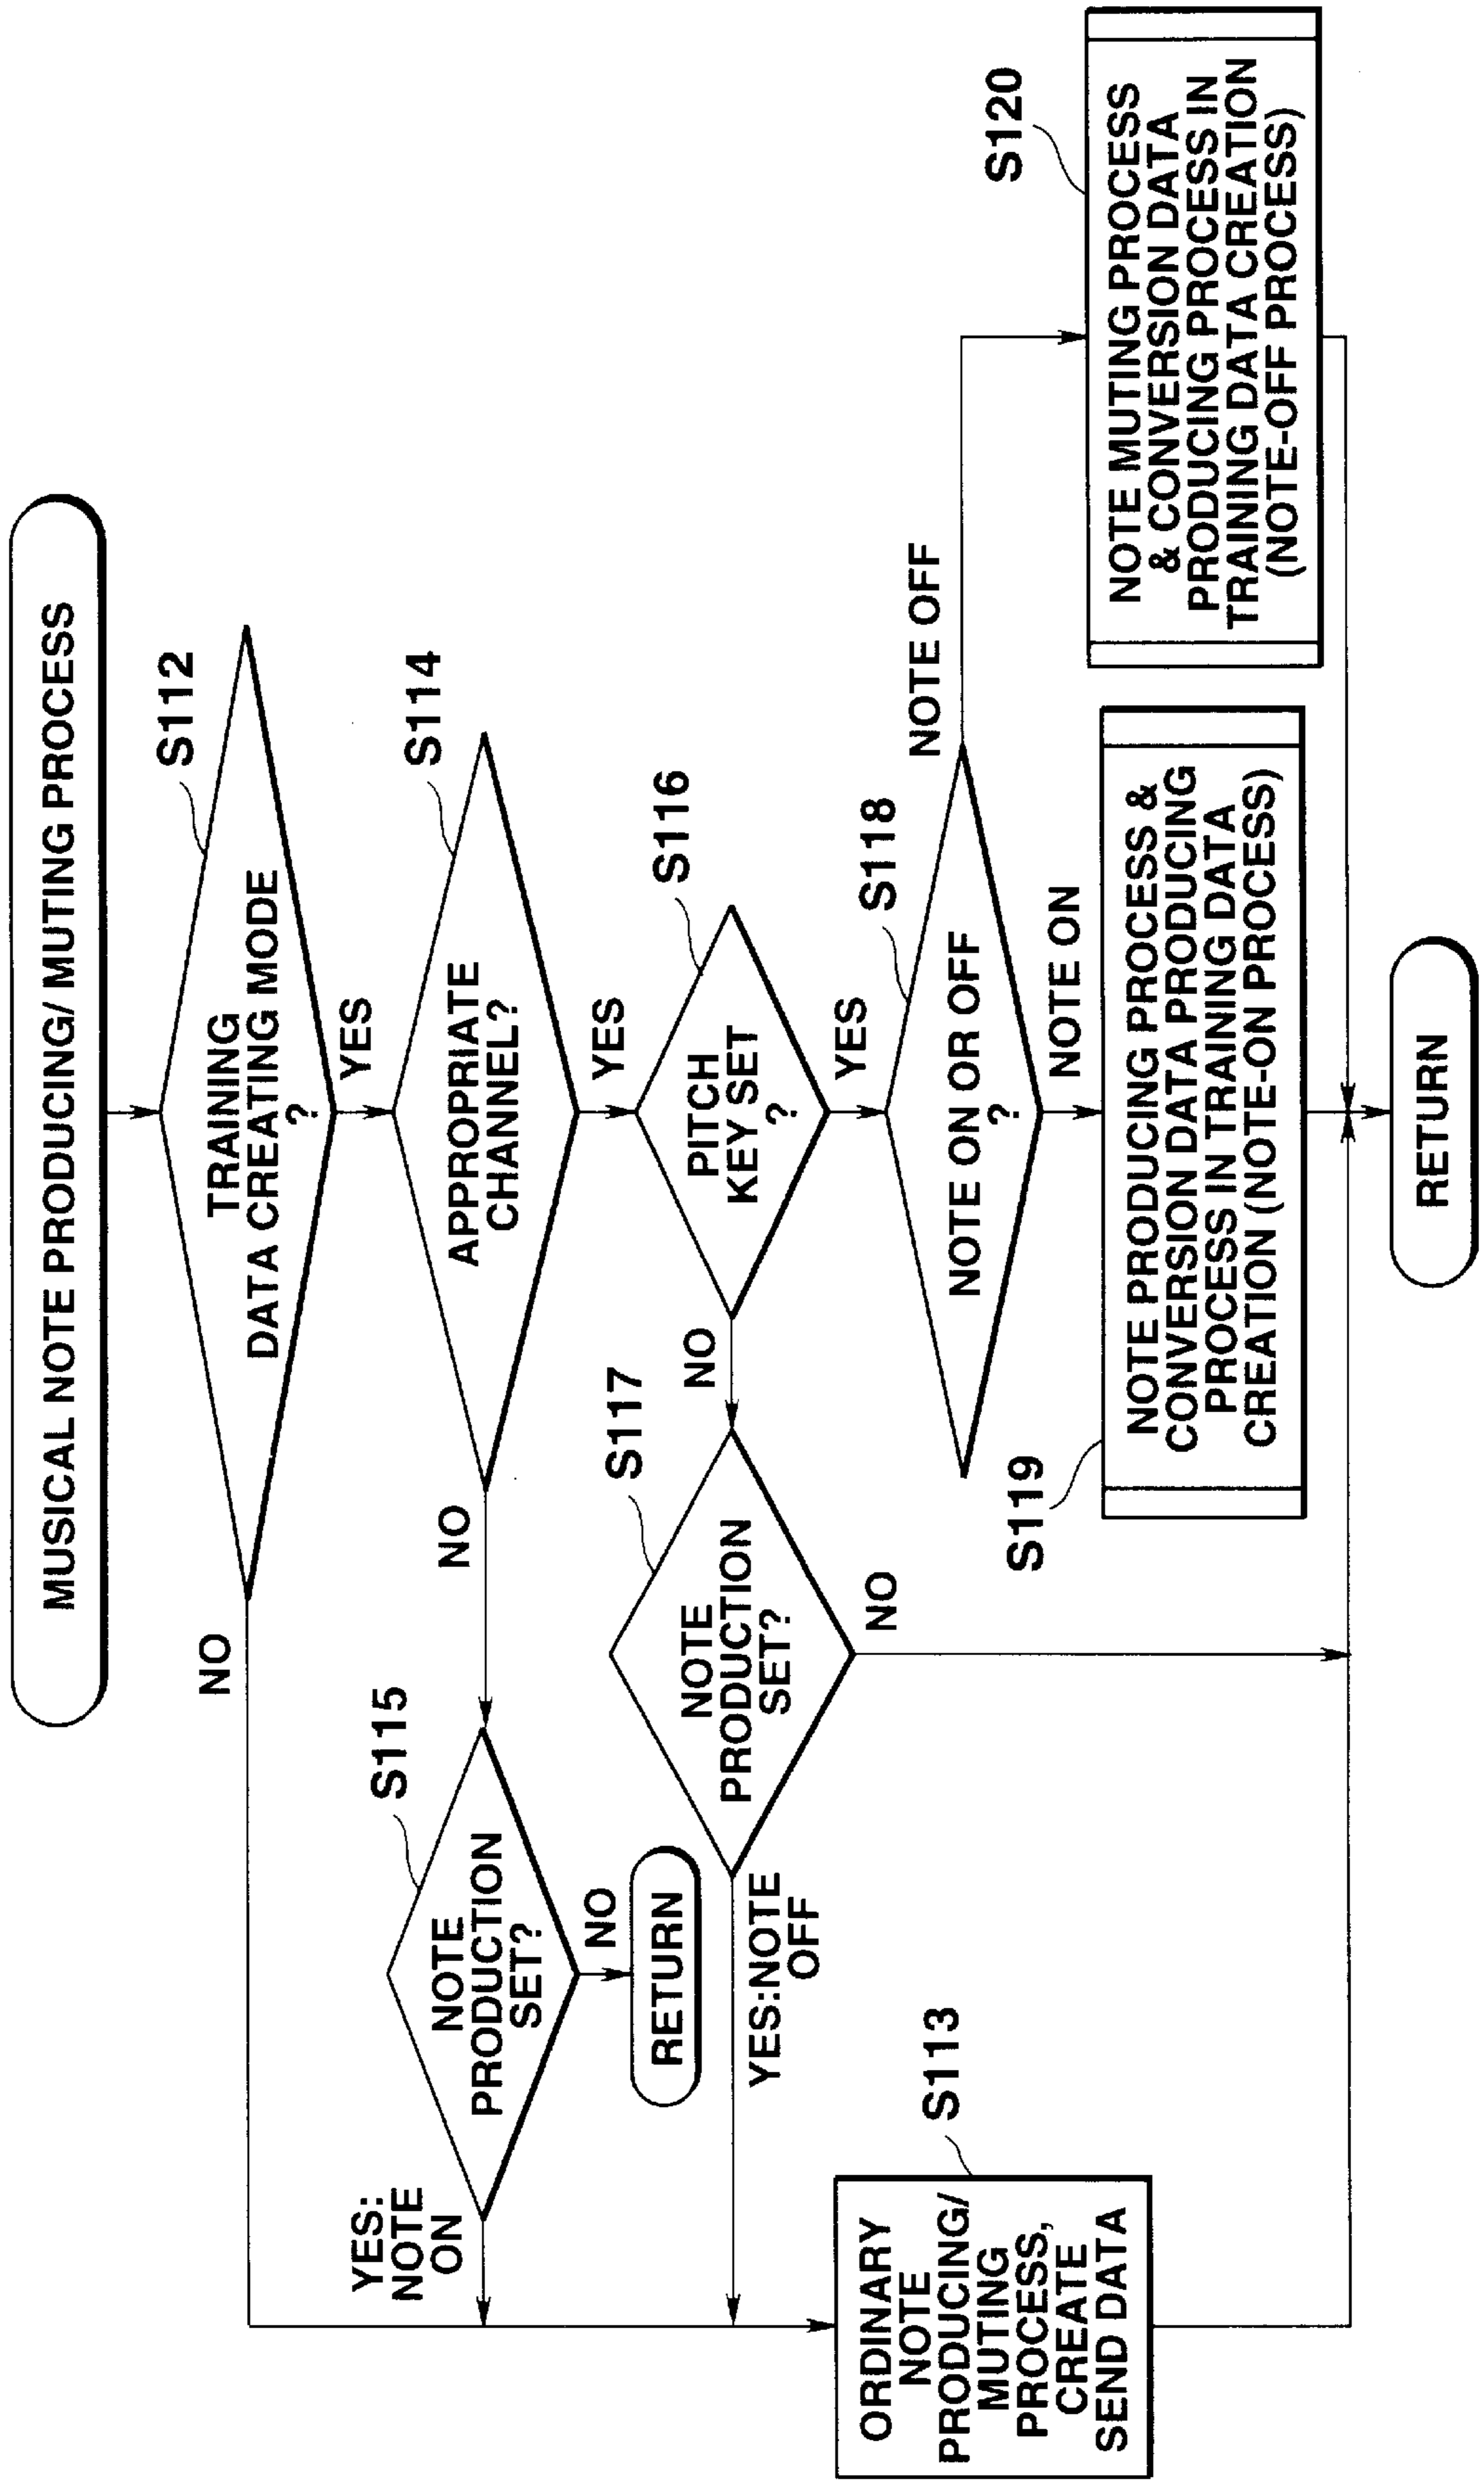 MUSICAL NOTE PRODUCING/ MUTING PROCESS
S112
TRAINING
DATA CREATING MODE
?
NO
YES
S114
APPROPRIATE
CHANNEL?
NO
YES
S115
NOTE
PRODUCTION
SET?
YES:
NOTE
ON
NO
RETURN
S116
PITCH
KEY SET
?
NO
YES
S117
NOTE
PRODUCTION
SET?
YES:NOTE
OFF
NO
S118
NOTE ON OR OFF
?
NOTE OFF
NOTE ON
S113
ORDINARY
NOTE
PRODUCING/
MUTING
PROCESS,
CREATE
SEND DATA
S119
NOTE PRODUCING PROCESS &
CONVERSION DATA PRODUCING
PROCESS IN TRAINING DATA
CREATION (NOTE-ON PROCESS)
S120
NOTE MUTING PROCESS
& CONVERSION DATA
PRODUCING PROCESS IN
TRAINING DATA CREATION
(NOTE-OFF PROCESS)
RETURN